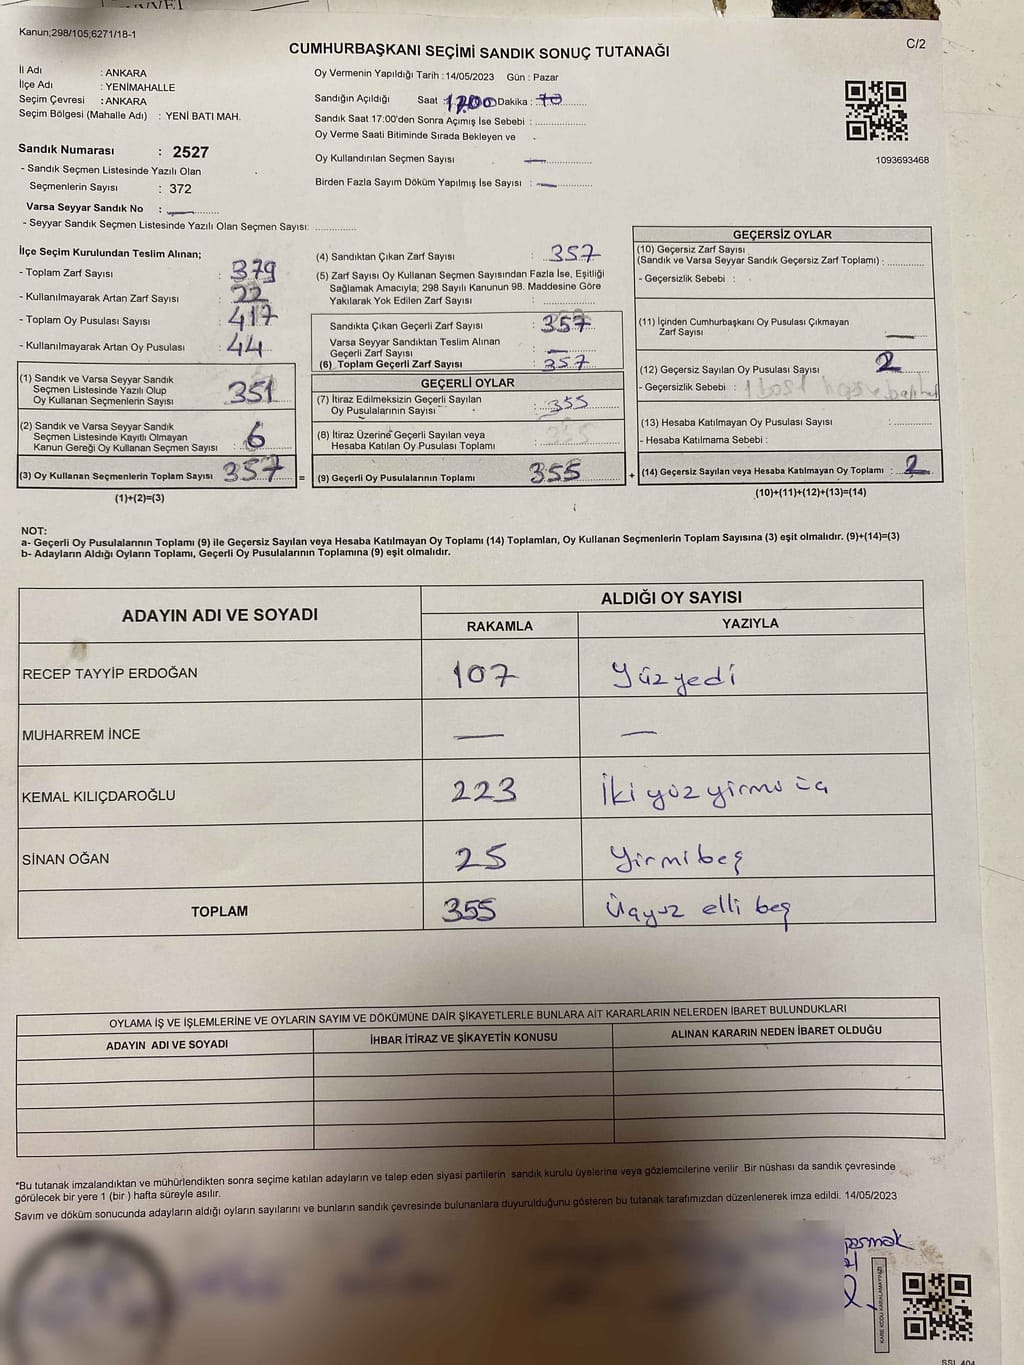 Kanun;298/105;6271/18-1
C/2
CUMHURBAŞKANI SEÇİMİ SANDIK SONUÇ TUTANAĞI
İl Adı : ANKARA
İlçe Adı : YENİMAHALLE
Seçim Çevresi : ANKARA
Seçim Bölgesi (Mahalle Adı) : YENİ BATI MAH.
Sandık Numarası : 2527
- Sandık Seçmen Listesinde Yazılı Olan
Seçmenlerin Sayısı : 372
Varsa Seyyar Sandık No : —
- Seyyar Sandık Seçmen Listesinde Yazılı Olan Seçmen Sayısı: ..............
Oy Vermenin Yapıldığı Tarih : 14/05/2023 Gün : Pazar
Sandığın Açıldığı Saat : 17.00 Dakika :
Sandık Saat 17:00'den Sonra Açımış İse Sebebi : ..............
Oy Verme Saati Bitiminde Sırada Bekleyen ve
Oy Kullandırılan Seçmen Sayısı —
Birden Fazla Sayım Döküm Yapılmış İse Sayısı : —
1093693468
İlçe Seçim Kurulundan Teslim Alınan;
- Toplam Zarf Sayısı : 379
- Kullanılmayarak Artan Zarf Sayısı : 22
- Toplam Oy Pusulası Sayısı : 417
- Kullanılmayarak Artan Oy Pusulası : 44
(1) Sandık ve Varsa Seyyar Sandık
Seçmen Listesinde Yazılı Olup
Oy Kullanan Seçmenlerin Sayısı : 351
(2) Sandık ve Varsa Seyyar Sandık
Seçmen Listesinde Kayıtlı Olmayan
Kanun Gereği Oy Kullanan Seçmen Sayısı : 6
(3) Oy Kullanan Seçmenlerin Toplam Sayısı : 357
(1)+(2)=(3)
=
(4) Sandıktan Çıkan Zarf Sayısı : 357
(5) Zarf Sayısı Oy Kullanan Seçmen Sayısından Fazla İse, Eşitliği
Sağlamak Amacıyla; 298 Sayılı Kanunun 98. Maddesine Göre
Yakılarak Yok Edilen Zarf Sayısı : ..............
Sandıkta Çıkan Geçerli Zarf Sayısı : 357
Varsa Seyyar Sandıktan Teslim Alınan
Geçerli Zarf Sayısı : —
(6) Toplam Geçerli Zarf Sayısı : 357
GEÇERLİ OYLAR
(7) İtiraz Edilmeksizin Geçerli Sayılan
Oy Pusulalarının Sayısı : 355
(8) İtiraz Üzerine Geçerli Sayılan veya
Hesaba Katılan Oy Pusulası Toplamı :
(9) Geçerli Oy Pusulalarının Toplamı 355
+
GEÇERSİZ OYLAR
(10) Geçersiz Zarf Sayısı
(Sandık ve Varsa Seyyar Sandık Geçersiz Zarf Toplamı) : ............
- Geçersizlik Sebebi :
(11) İçinden Cumhurbaşkanı Oy Pusulası Çıkmayan
Zarf Sayısı —
(12) Geçersiz Sayılan Oy Pusulası Sayısı 2
- Geçersizlik Sebebi :
(13) Hesaba Katılmayan Oy Pusulası Sayısı : ............
- Hesaba Katılmama Sebebi :
(14) Geçersiz Sayılan veya Hesaba Katılmayan Oy Toplamı : 2
(10)+(11)+(12)+(13)=(14)
NOT:
a- Geçerli Oy Pusulalarının Toplamı (9) ile Geçersiz Sayılan veya Hesaba Katılmayan Oy Toplamı (14) Toplamları, Oy Kullanan Seçmenlerin Toplam Sayısına (3) eşit olmalıdır. (9)+(14)=(3)
b- Adayların Aldığı Oyların Toplamı, Geçerli Oy Pusulalarının Toplamına (9) eşit olmalıdır.
ADAYIN ADI VE SOYADI ALDIĞI OY SAYISI
RAKAMLA YAZIYLA
RECEP TAYYİP ERDOĞAN 107 Yüzyedi
MUHARREM İNCE — —
KEMAL KILIÇDAROĞLU 223 İkiyüzyirmi üç
SİNAN OĞAN 25 Yirmibeş
TOPLAM 355 Üçyüz elli beş
OYLAMA İŞ VE İŞLEMLERİNE VE OYLARIN SAYIM VE DÖKÜMÜNE DAİR ŞİKAYETLERLE BUNLARA AİT KARARLARIN NELERDEN İBARET BULUNDUKLARI
ADAYIN ADI VE SOYADI İHBAR İTİRAZ VE ŞİKAYETİN KONUSU ALINAN KARARIN NEDEN İBARET OLDUĞU
*Bu tutanak imzalandıktan ve mühürlendikten sonra seçime katılan adayların ve talep eden siyasi partilerin sandık kurulu üyelerine veya gözlemcilerine verilir .Bir nüshası da sandık çevresinde
görülecek bir yere 1 (bir ) hafta süreyle asılır.
Sayım ve döküm sonucunda adayların aldığı oyların sayılarını ve bunların sandık çevresinde bulunanlara duyurulduğunu gösteren bu tutanak tarafımızdan düzenlenerek imza edildi. 14/05/2023
KARE KODU KARALAMAYINIZ!